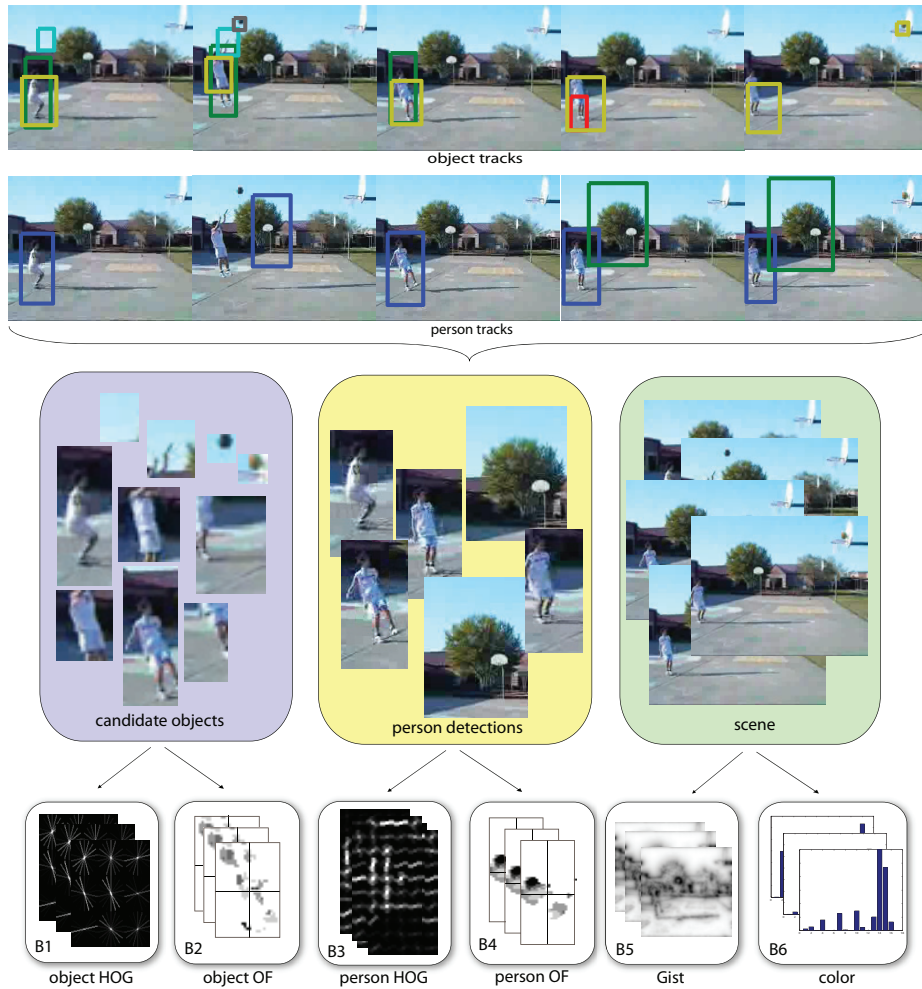 object tracks
person tracks
candidate objects
person detections
scene
B1
B2
B3
B4
B5
B6
object HOG
object OF
person HOG
person OF
Gist
color